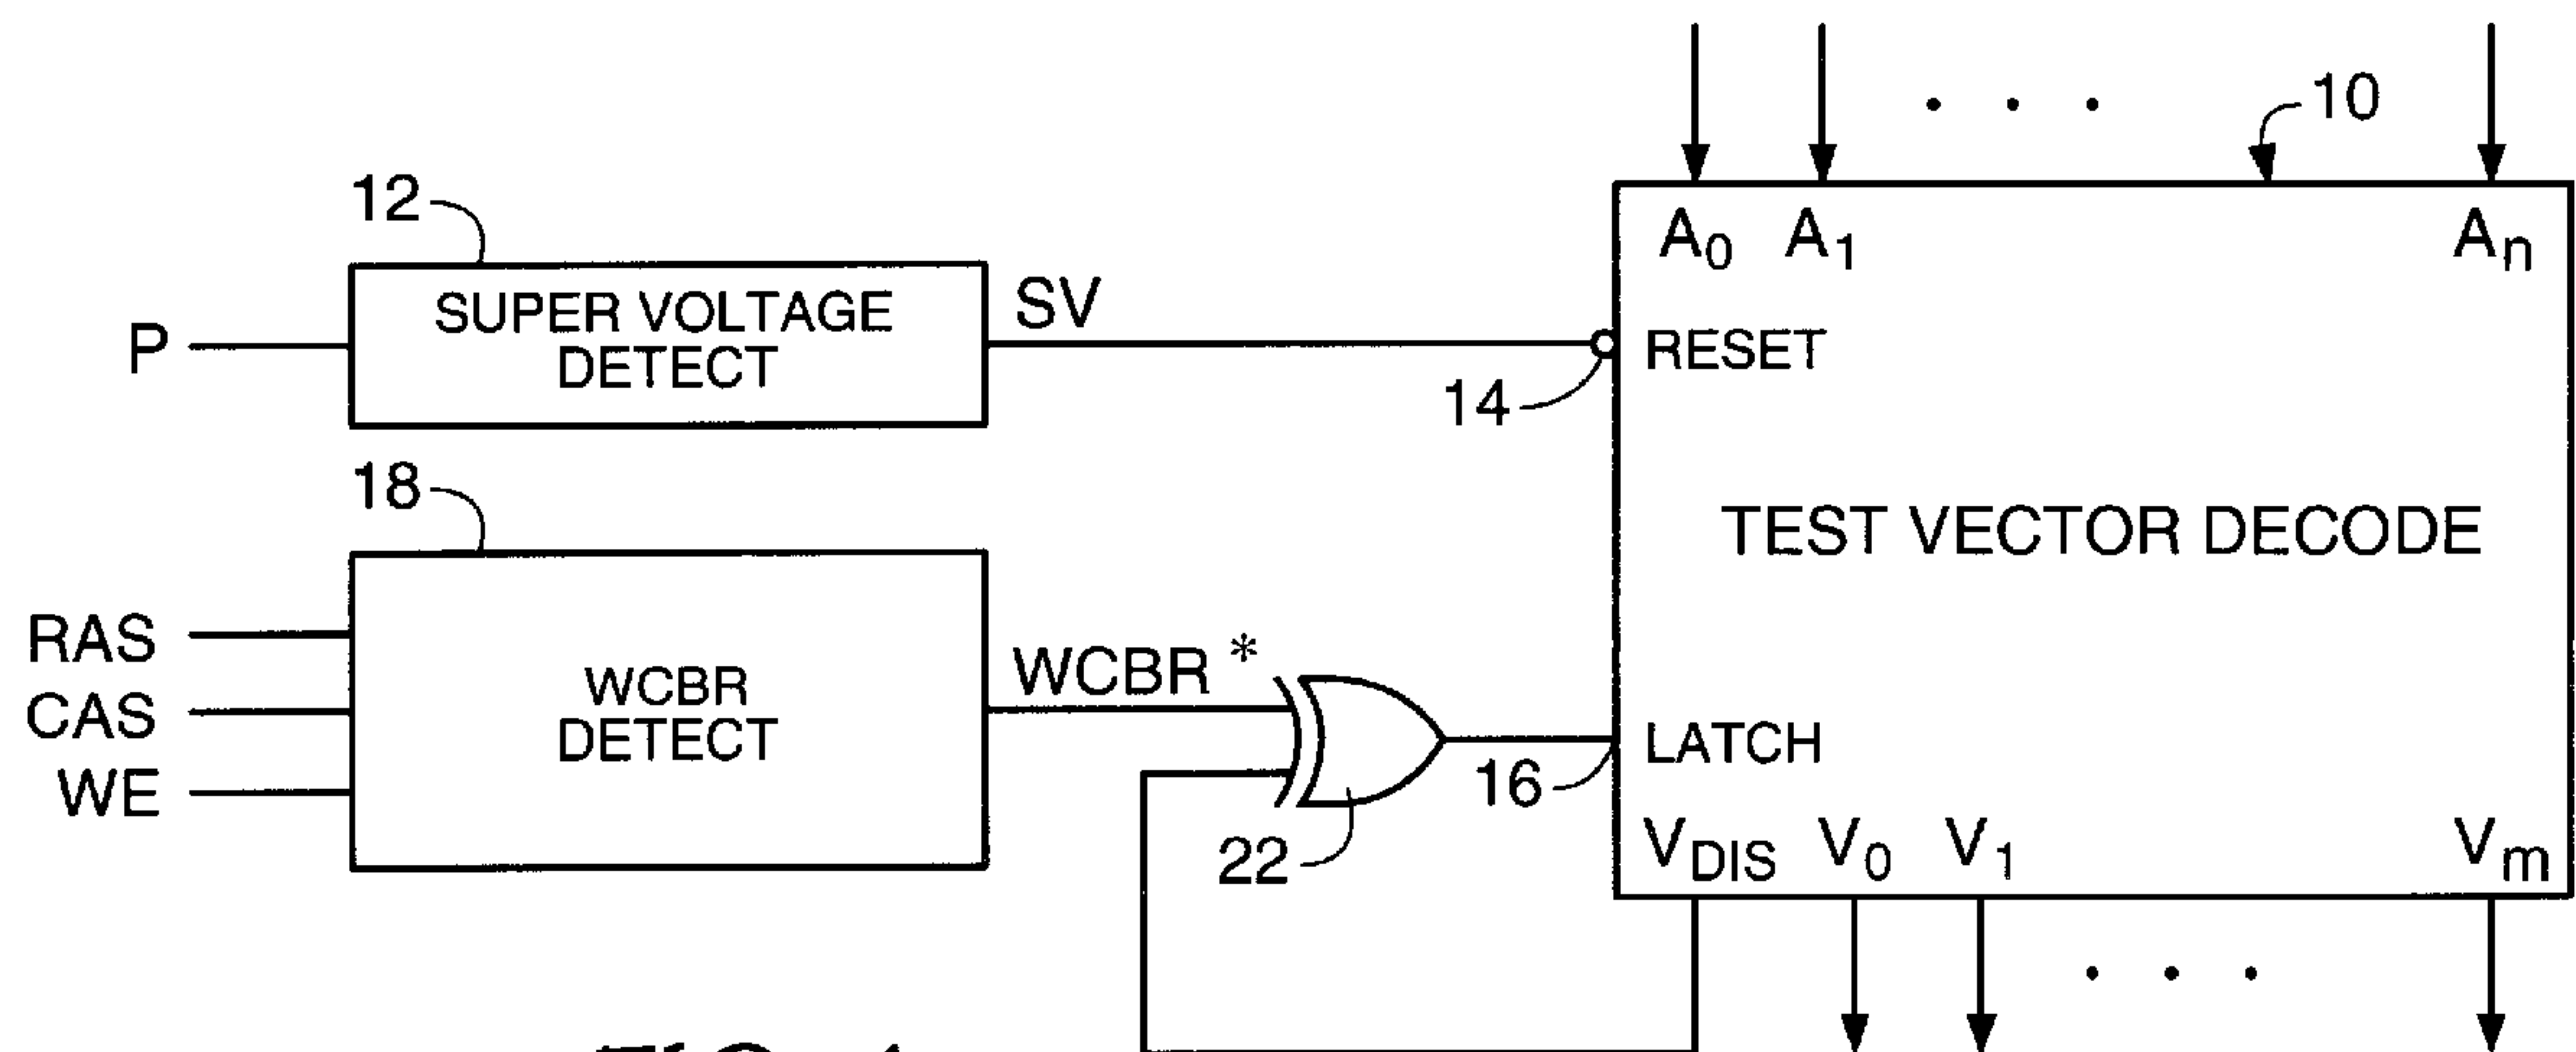 10
A0 A1 An
12
SUPER VOLTAGE
DETECT
P
SV
RESET
14
TEST VECTOR DECODE
18
RAS
CAS
WE
WCBR
DETECT
WCBR *
LATCH
16
22
VDIS V0 V1 Vm